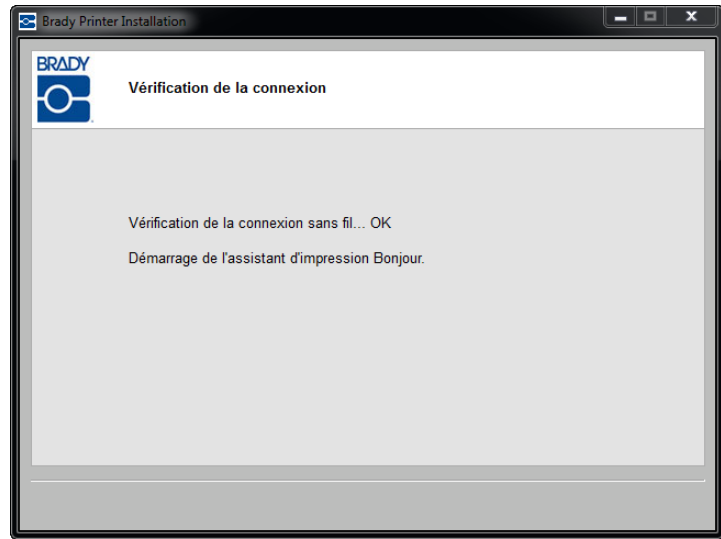 Brady Printer Installation
BRADY
Vérification de la connexion
Vérification de la connexion sans fil... OK
Démarrage de l'assistant d'impression Bonjour.